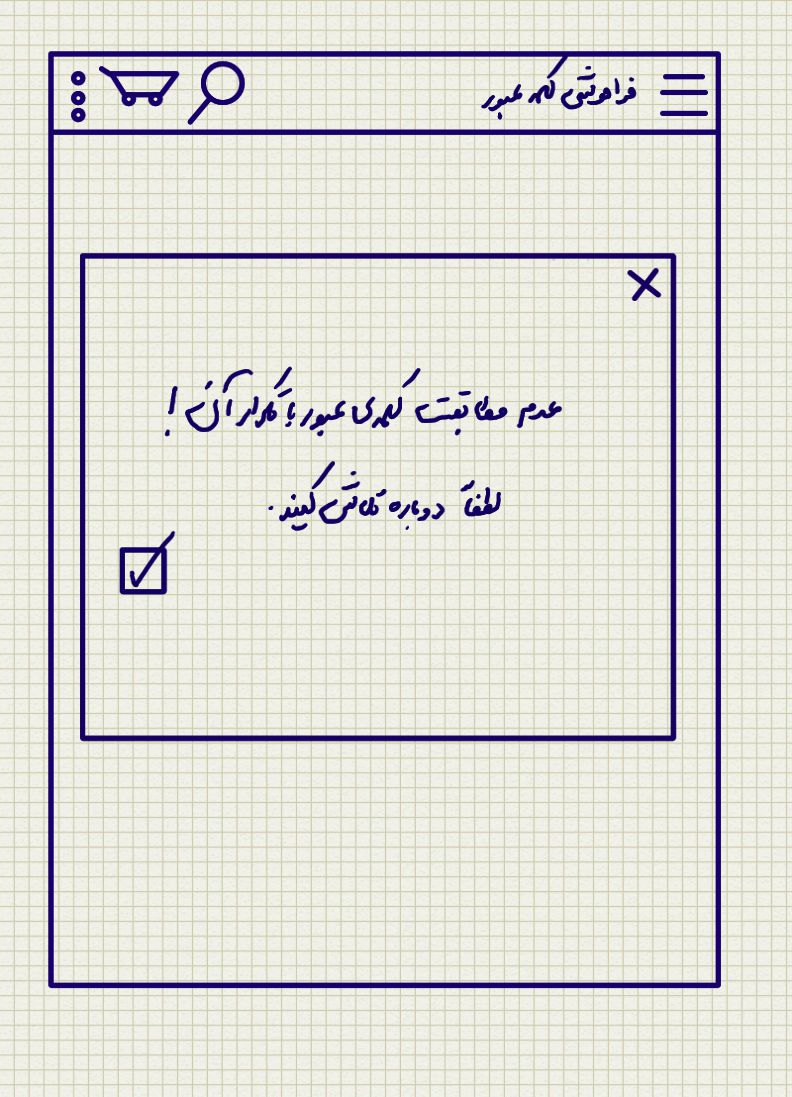 فراموشی کلمه عبور
عدم مطابقت کلمه‌ی عبور با تکرار آن !
لطفاً دوباره تلاش کنید.